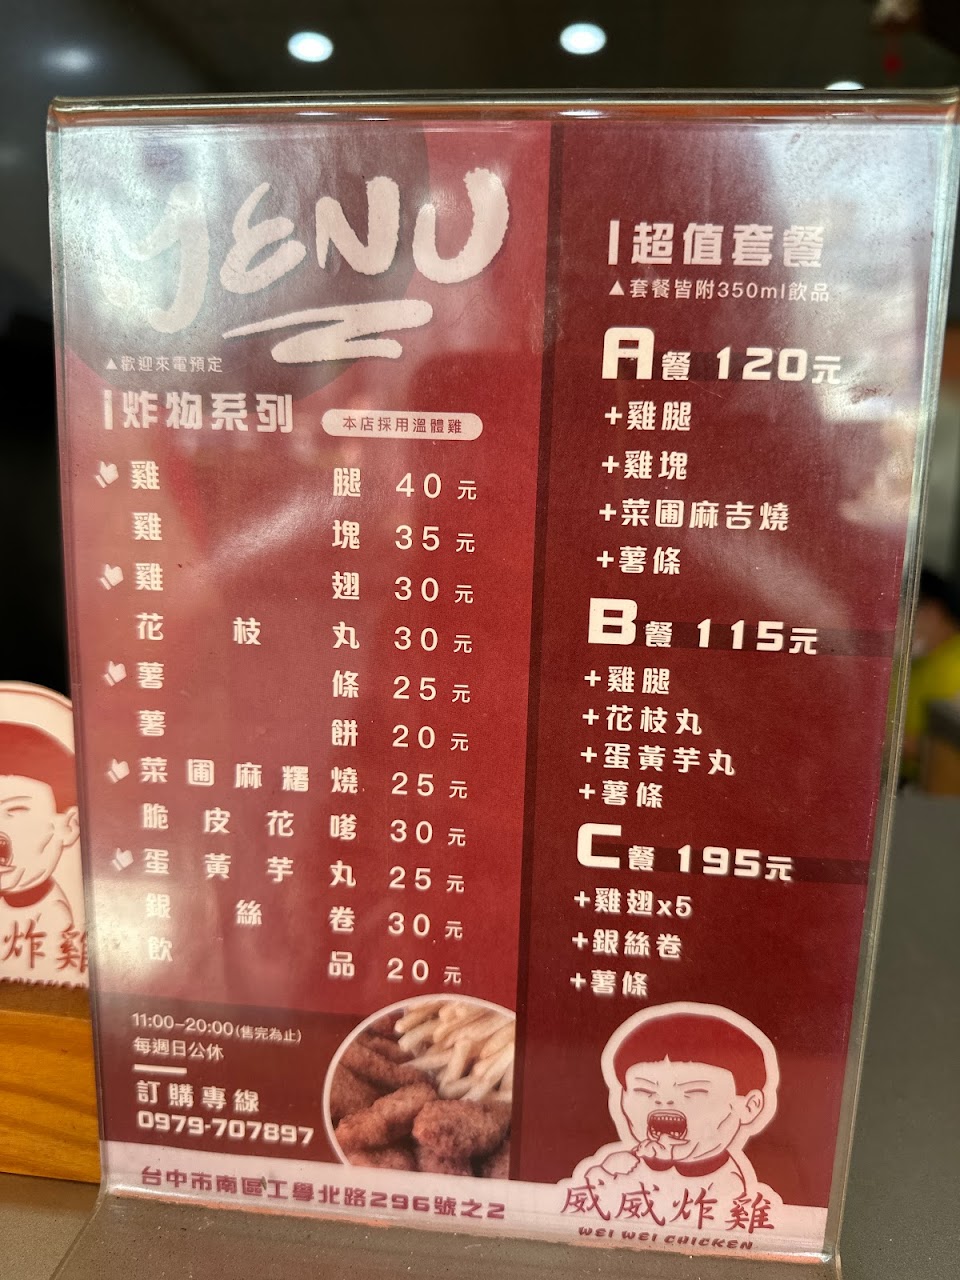 MENU
▲歡迎來電預定
炸物系列 本店採用溫體雞
雞腿 40元
雞塊 35元
雞翅 30元
花枝丸 30元
薯條 25元
薯餅 20元
菜圃麻糬燒 25元
脆皮花嗲 30元
蛋黃芋丸 25元
銀絲卷 30元
飲品 20元
11:00-20:00(售完為止)
每週日公休
訂購專線
0979-707897
台中市南區工學北路296號之2
超值套餐
▲套餐皆附350ml飲品
A餐 120元
+雞腿
+雞塊
+菜圃麻吉燒
+薯條
B餐 115元
+雞腿
+花枝丸
+蛋黃芋丸
+薯條
C餐 195元
+雞翅x5
+銀絲卷
+薯條
威威炸雞
WEI WEI CHICKEN
炸雞